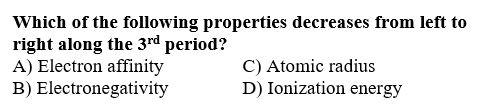 Which of the following properties decreases from left to
right along the 3rd period?
A) Electron affinity C) Atomic radius
B) Electronegativity D) Ionization energy